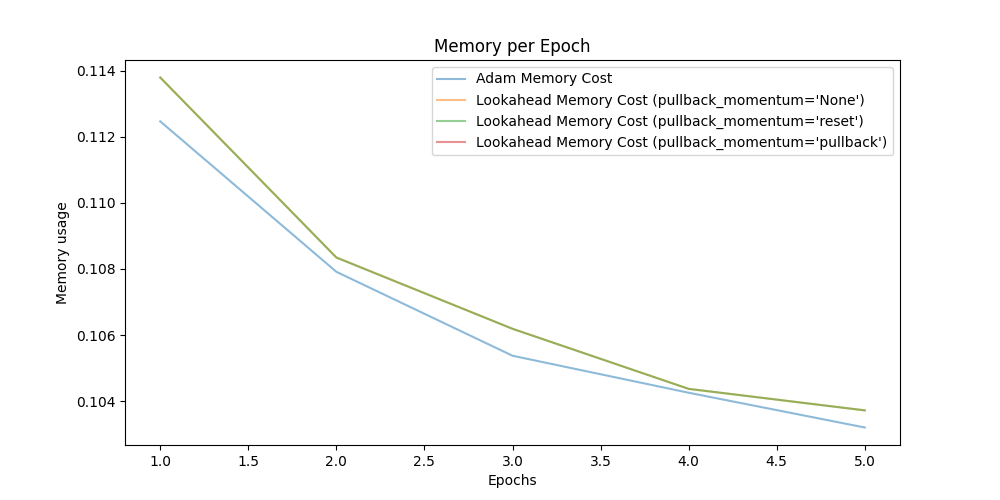 Memory per Epoch
Adam Memory Cost
Lookahead Memory Cost (pullback_momentum='None')
Lookahead Memory Cost (pullback_momentum='reset')
Lookahead Memory Cost (pullback_momentum='pullback')
Memory usage
0.114
0.112
0.110
0.108
0.106
0.104
1.0 1.5 2.0 2.5 3.0 3.5 4.0 4.5 5.0
Epochs